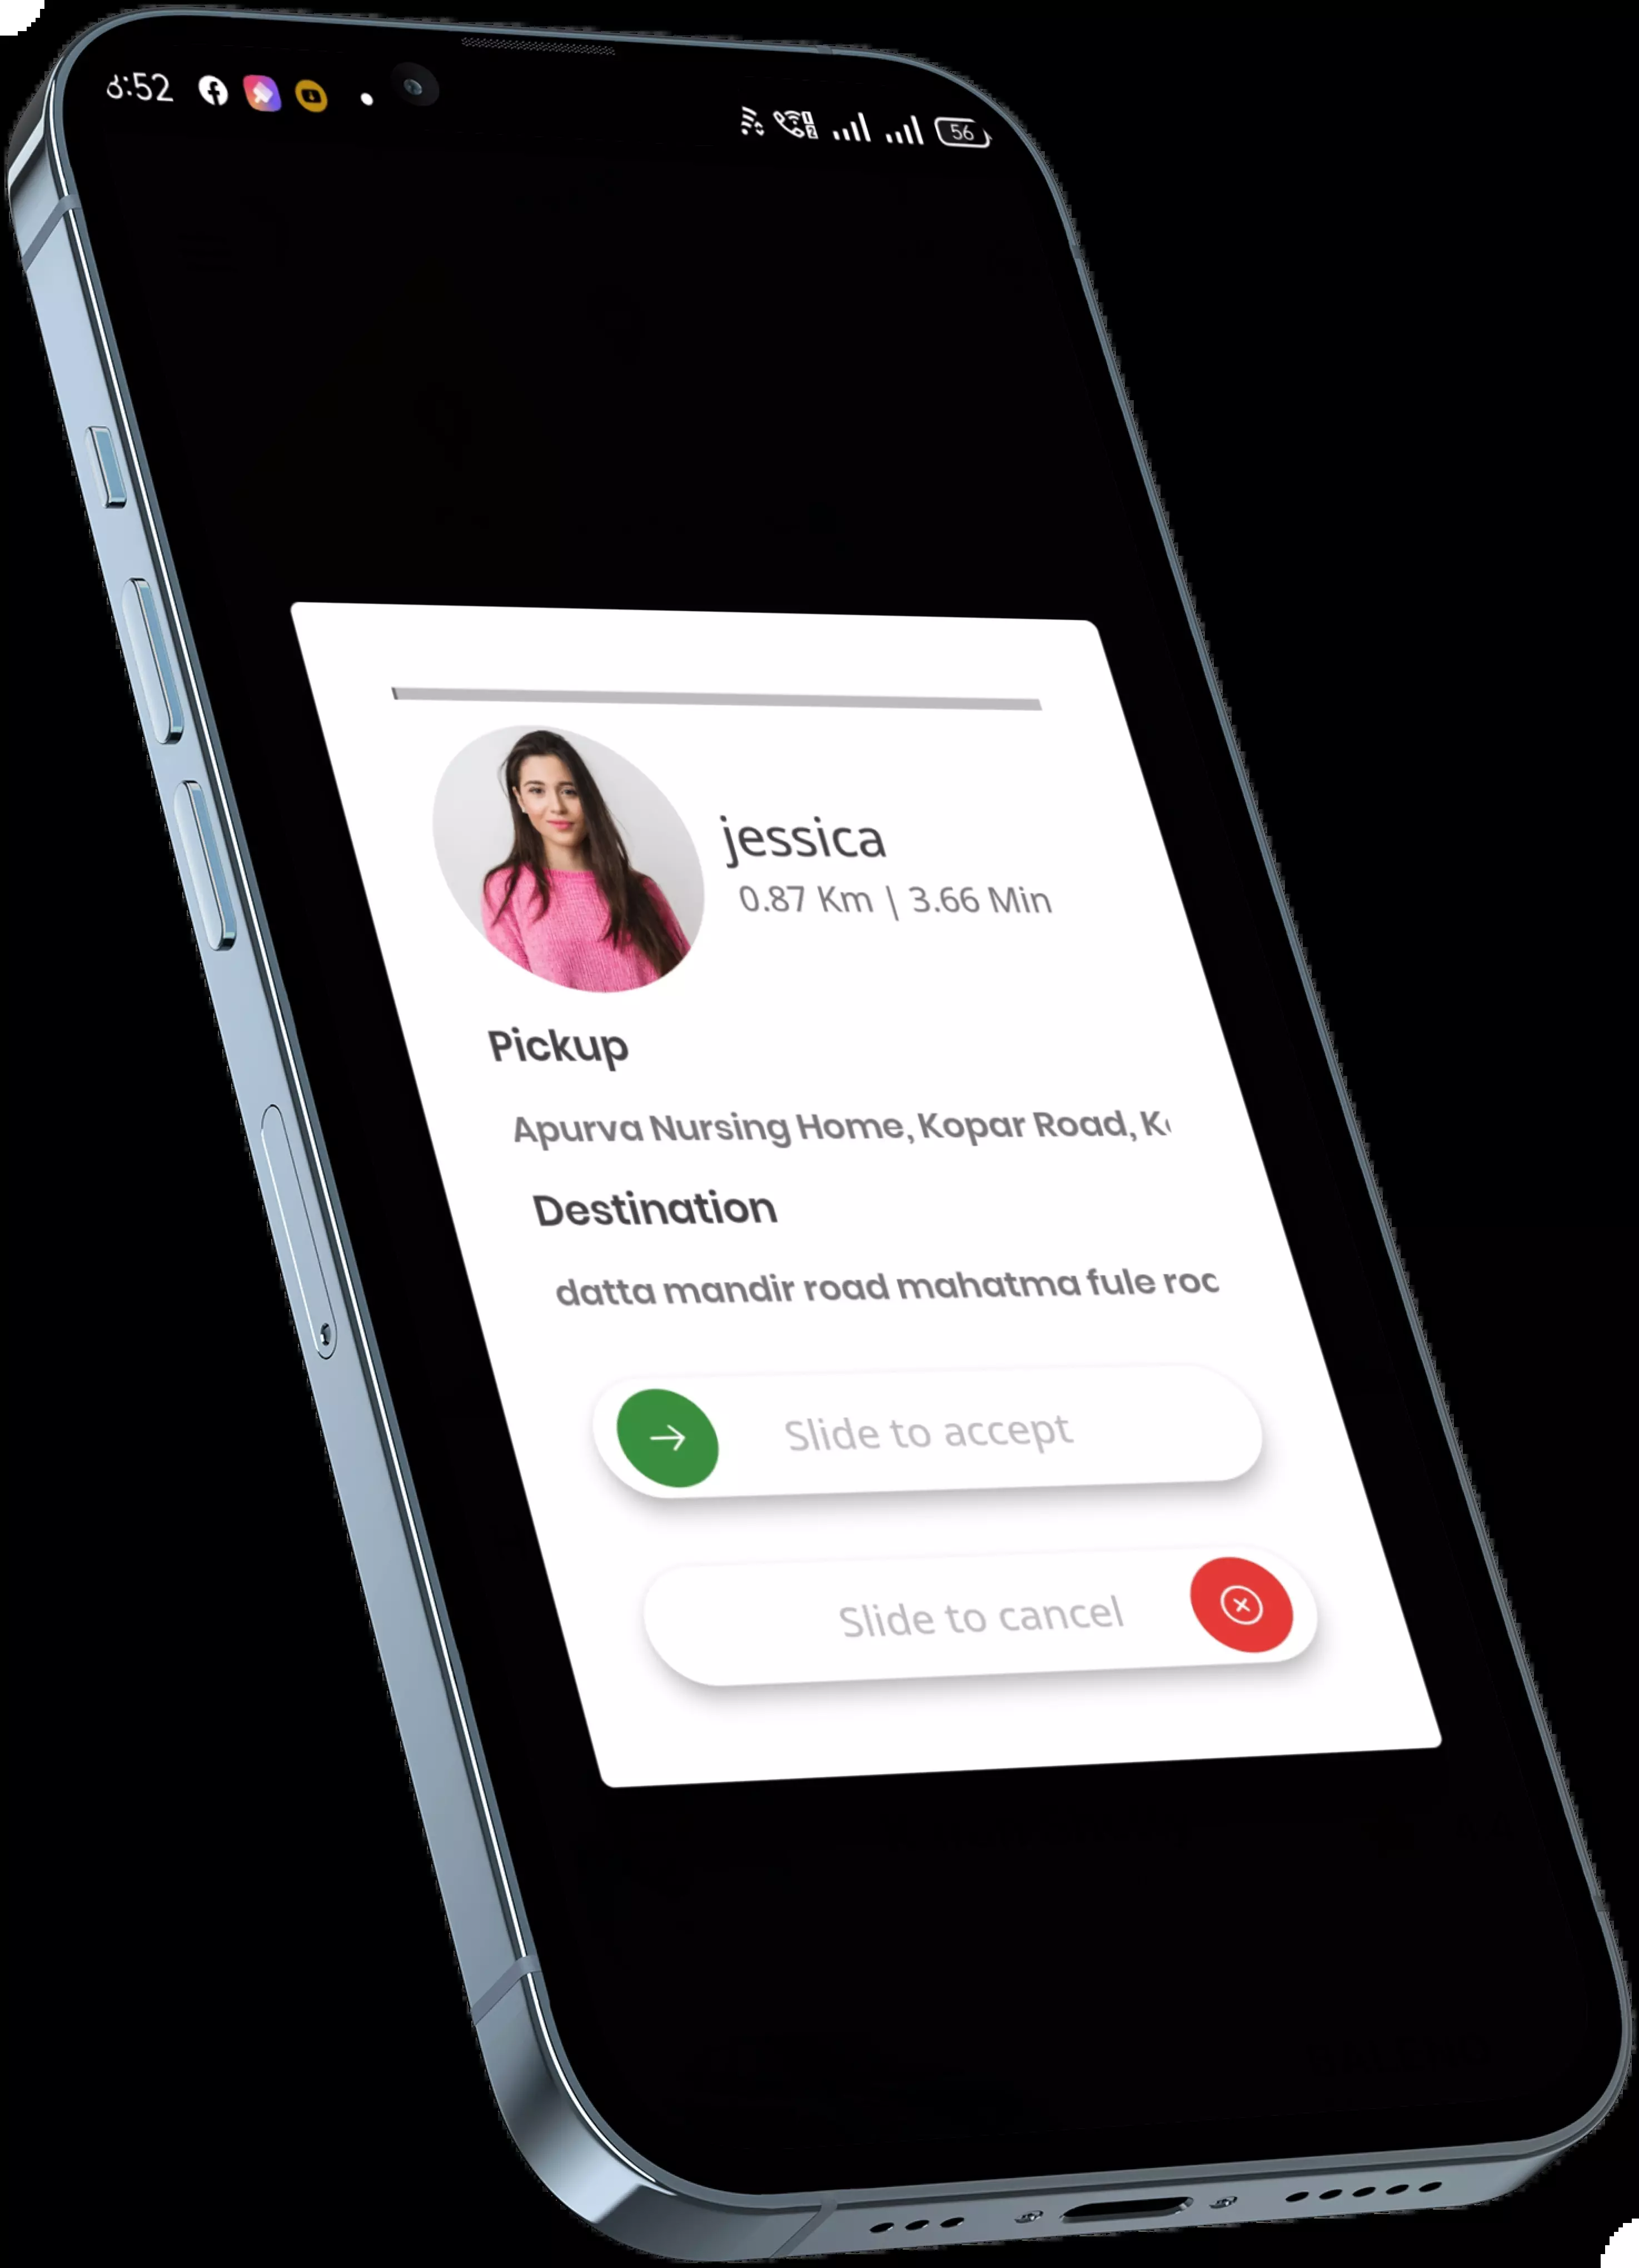 6:52
56
jessica
0.87 Km | 3.66 Min
Pickup
Apurva Nursing Home, Kopar Road, K
Destination
datta mandir road mahatma fule roc
Slide to accept
Slide to cancel